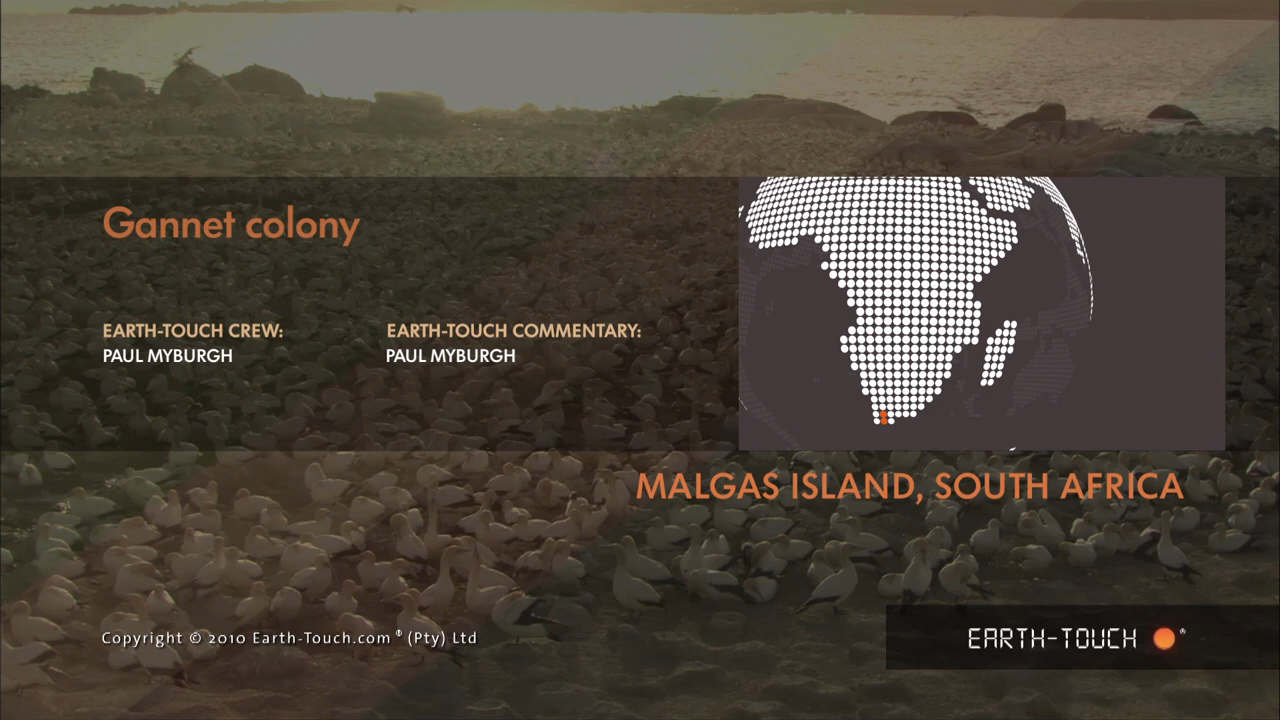 Gannet colony
EARTH-TOUCH CREW:
PAUL MYBURGH
EARTH-TOUCH COMMENTARY:
PAUL MYBURGH
MALGAS ISLAND, SOUTH AFRICA
Copyright © 2010 Earth-Touch.com ® (Pty) Ltd
EARTH-TOUCH ®